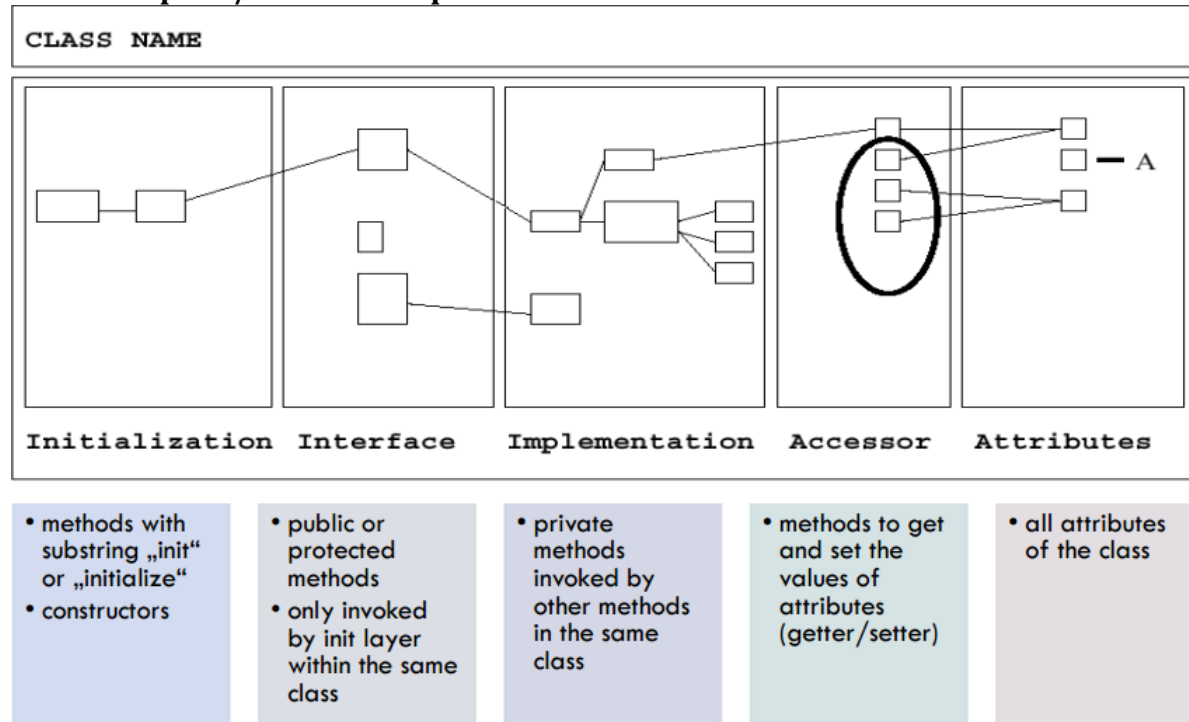 CLASS NAME
A
Initialization Interface Implementation Accessor Attributes
• methods with
substring „init“
or „initialize“
• constructors
• public or
protected
methods
• only invoked
by init layer
within the same
class
• private
methods
invoked by
other methods
in the same
class
• methods to get
and set the
values of
attributes
(getter/setter)
• all attributes
of the class